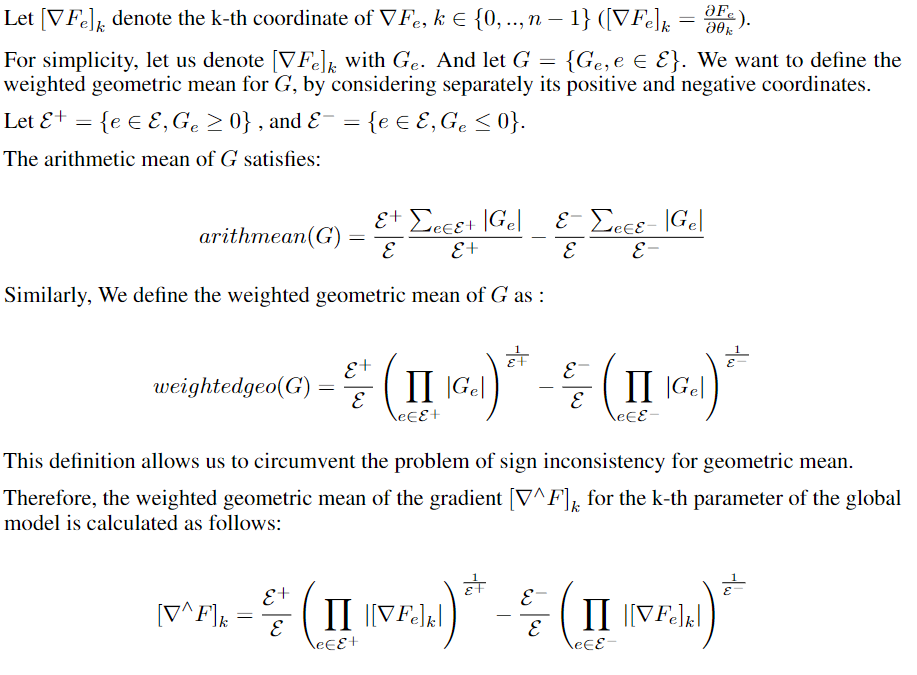 Let $[\nabla F_e]_k$ denote the k-th coordinate of $\nabla F_e$, $k \in \{0, .., n-1\}$ ($[\nabla F_e]_k = \frac{\partial F_e}{\partial \theta_k}$).
For simplicity, let us denote $[\nabla F_e]_k$ with $G_e$. And let $G = \{G_e, e \in \mathcal{E}\}$. We want to define the
weighted geometric mean for $G$, by considering separately its positive and negative coordinates.
Let $\mathcal{E}^+ = \{e \in \mathcal{E}, G_e \geq 0\}$ , and $\mathcal{E}^- = \{e \in \mathcal{E}, G_e \leq 0\}$.
The arithmetic mean of $G$ satisfies:
$arithmean(G) = \frac{\mathcal{E}^+}{\mathcal{E}} \frac{\sum_{e \in \mathcal{E}^+} |G_e|}{\mathcal{E}^+} - \frac{\mathcal{E}^-}{\mathcal{E}} \frac{\sum_{e \in \mathcal{E}^-} |G_e|}{\mathcal{E}^-}$
Similarly, We define the weighted geometric mean of $G$ as :
$weightedgeo(G) = \frac{\mathcal{E}^+}{\mathcal{E}} \left( \prod_{e \in \mathcal{E}^+} |G_e| \right)^{\frac{1}{\mathcal{E}^+}} - \frac{\mathcal{E}^-}{\mathcal{E}} \left( \prod_{e \in \mathcal{E}^-} |G_e| \right)^{\frac{1}{\mathcal{E}^-}}$
This definition allows us to circumvent the problem of sign inconsistency for geometric mean.
Therefore, the weighted geometric mean of the gradient $[\nabla^\wedge F]_k$ for the k-th parameter of the global
model is calculated as follows:
$[\nabla^\wedge F]_k = \frac{\mathcal{E}^+}{\mathcal{E}} \left( \prod_{e \in \mathcal{E}^+} |[\nabla F_e]_k| \right)^{\frac{1}{\mathcal{E}^+}} - \frac{\mathcal{E}^-}{\mathcal{E}} \left( \prod_{e \in \mathcal{E}^-} |[\nabla F_e]_k| \right)^{\frac{1}{\mathcal{E}^-}}$